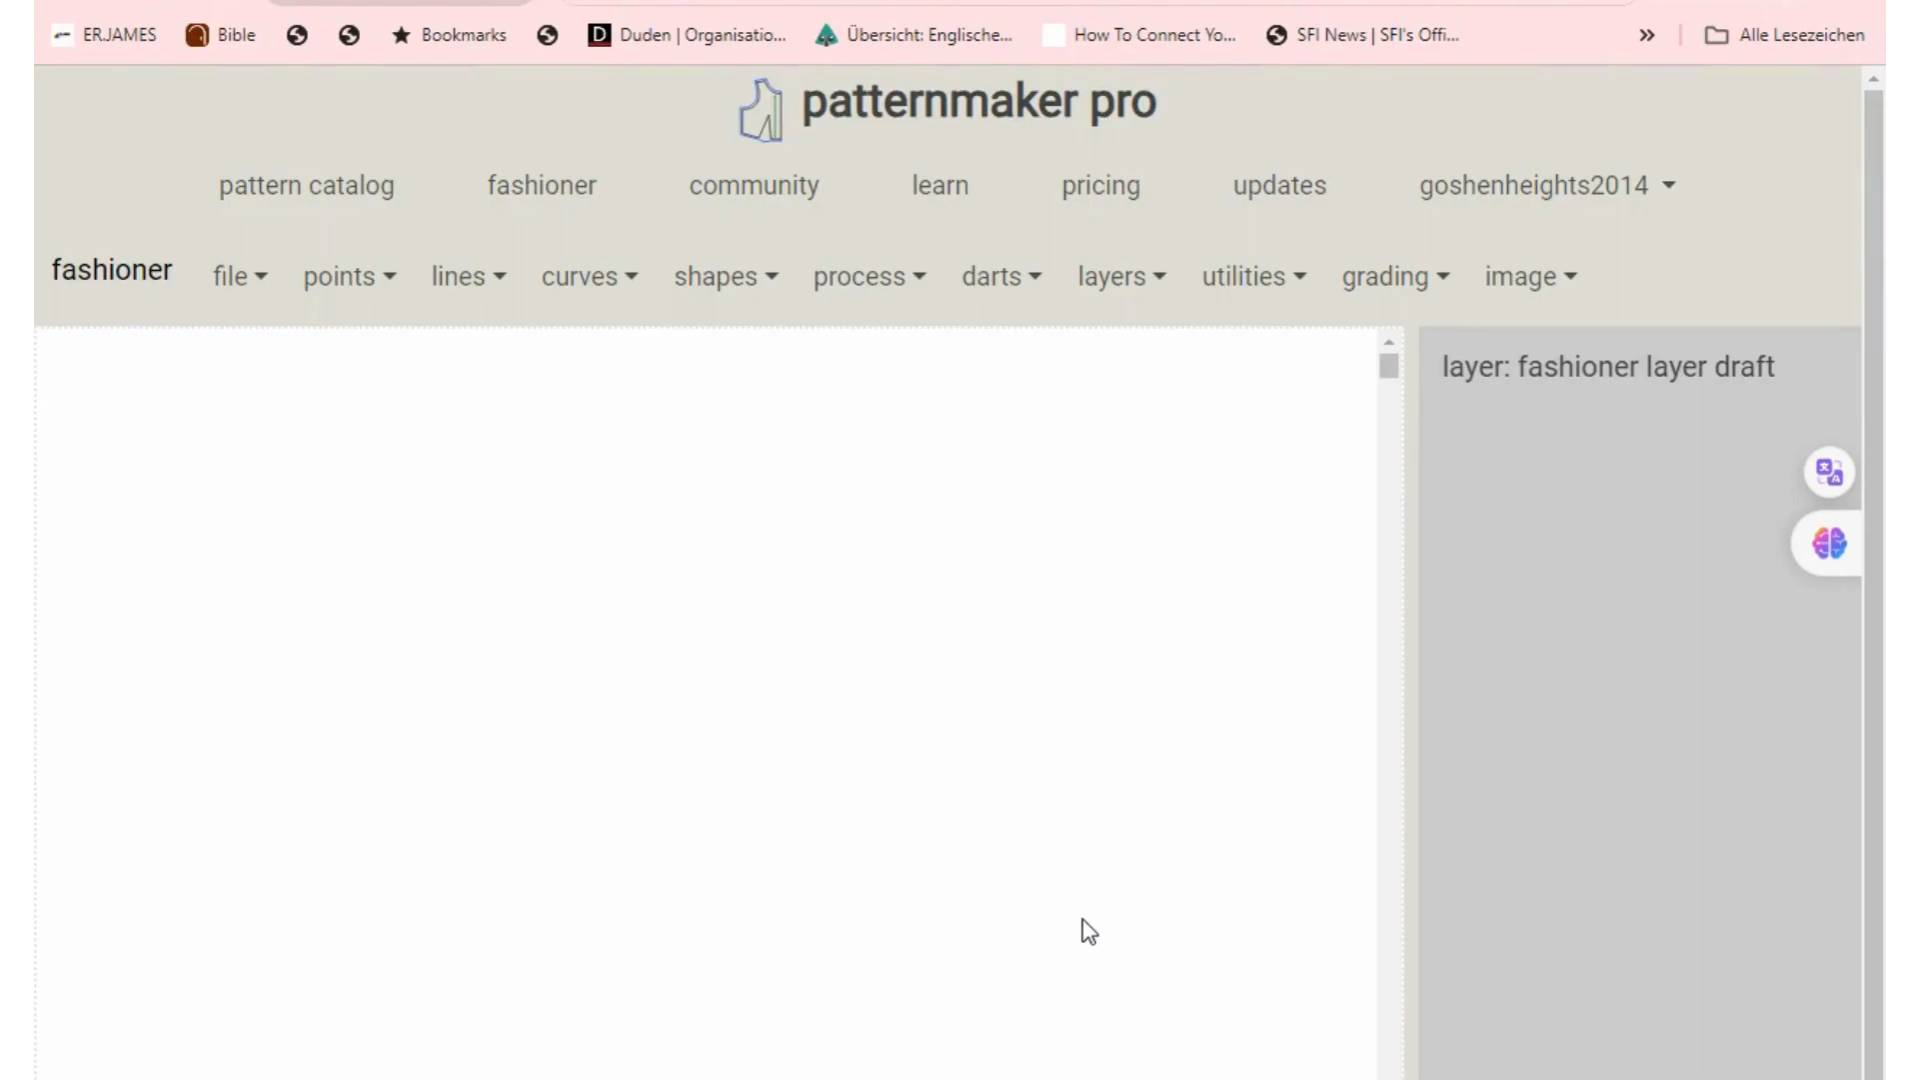 ER.JAMES Bible Bookmarks D Duden | Organisatio... Übersicht: Englische... How To Connect Yo... SFI News | SFI's Offi... » Alle Lesezeichen
patternmaker pro
pattern catalog fashioner community learn pricing updates goshenheights2014
fashioner file points lines curves shapes process darts layers utilities grading image
layer: fashioner layer draft